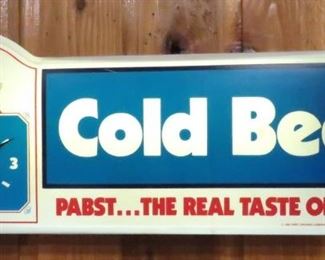 Cold Bee
3
PABST...THE REAL TASTE O